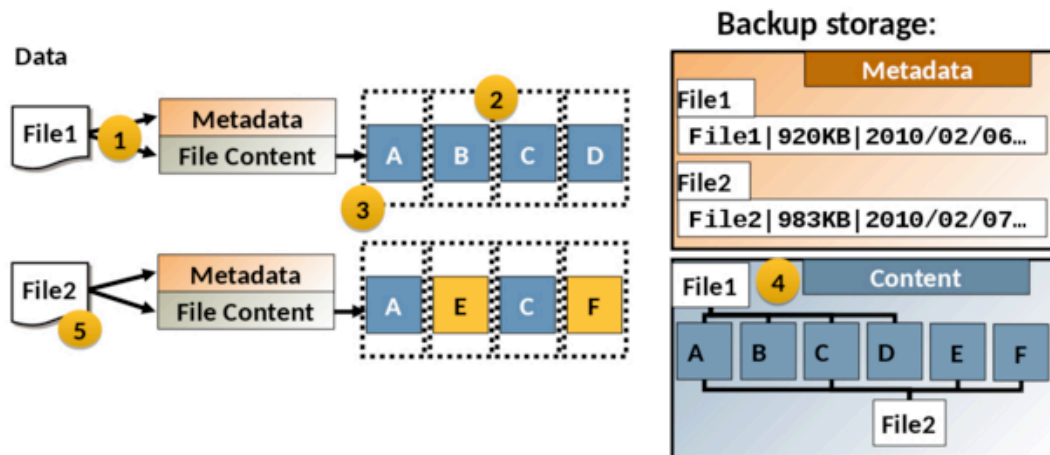 Backup storage:
Data
Metadata
File1
1
Metadata
File Content
2
A B C D
3
File1
File1|920KB|2010/02/06…
File2
File2|983KB|2010/02/07…
File2
5
Metadata
File Content
A E C F
4
Content
File1
A B C D E F
File2